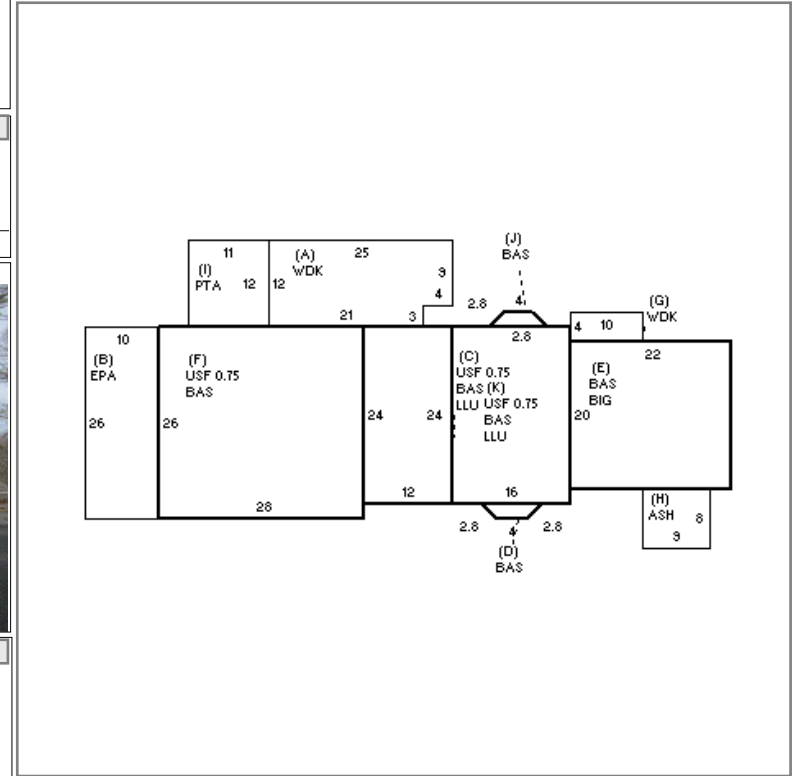 (J)
BAS
11
(A)
WDK
25
(I)
PTA
12
12
9
4
2.8
4
(G)
WDK
4
10
21
3
2.8
22
10
(B)
EPA
(F)
USF 0.75
BAS
(C)
USF 0.75
BAS (K)
LLU USF 0.75
BAS
LLU
(E)
BAS
BIG
26
26
24
24
20
12
16
28
2.8
4
2.8
(H)
ASH
8
9
(D)
BAS